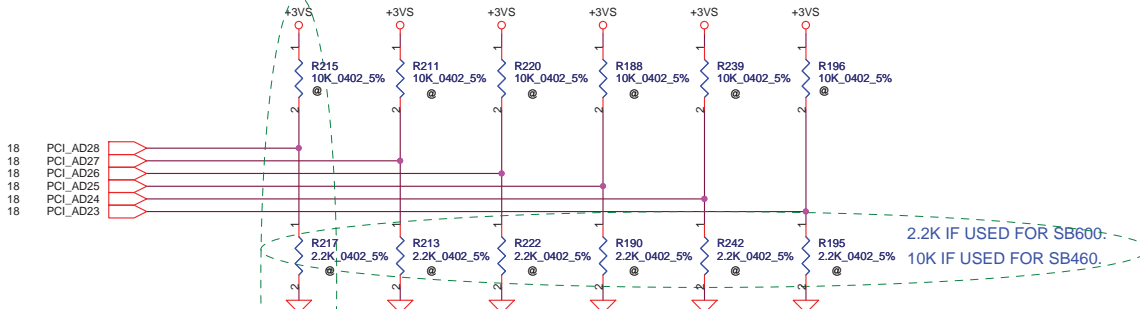 +3VS +3VS +3VS +3VS +3VS +3VS
1 1 1 1 1 1
R215 R211 R220 R188 R239 R196
10K_0402_5% 10K_0402_5% 10K_0402_5% 10K_0402_5% 10K_0402_5% 10K_0402_5%
@ @ @ @ @ @
2 2 2 2 2 2
18 PCI_AD28
18 PCI_AD27
18 PCI_AD26
18 PCI_AD25
18 PCI_AD24
18 PCI_AD23
1 1 1 1 1 1
2.2K IF USED FOR SB600.
R217 R213 R222 R190 R242 R195
2.2K_0402_5% 2.2K_0402_5% 2.2K_0402_5% 2.2K_0402_5% 2.2K_0402_5% 2.2K_0402_5%
10K IF USED FOR SB460.
@ @ @ @ @ @
2 2 2 2 2 2